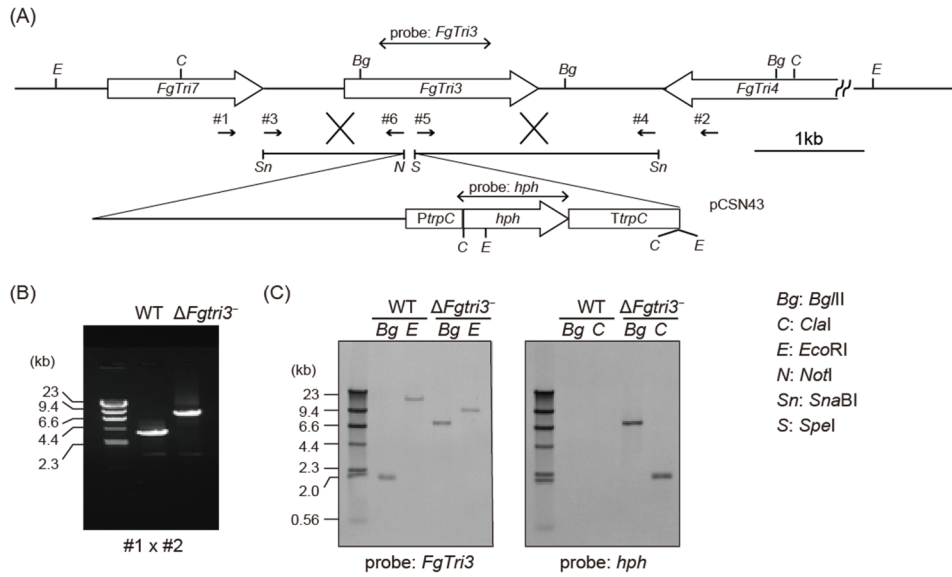 (A)
probe: FgTri3
E C Bg Bg Bg C E
FgTri7 FgTri3 FgTri4
#1 #3 #6 #5 #4 #2
1kb
Sn N S Sn
probe: hph
pCSN43
PtrpC hph TtrpC
C E C E
(B)
WT ΔFgtri3⁻
(kb)
23
9.4
6.6
4.4
2.3
#1 x #2
(C)
WT ΔFgtri3⁻
Bg E Bg E
(kb)
23
9.4
6.6
4.4
2.3
2.0
0.56
probe: FgTri3
WT ΔFgtri3⁻
Bg C Bg C
probe: hph
Bg: BglII
C: ClaI
E: EcoRI
N: NotI
Sn: SnaBI
S: SpeI